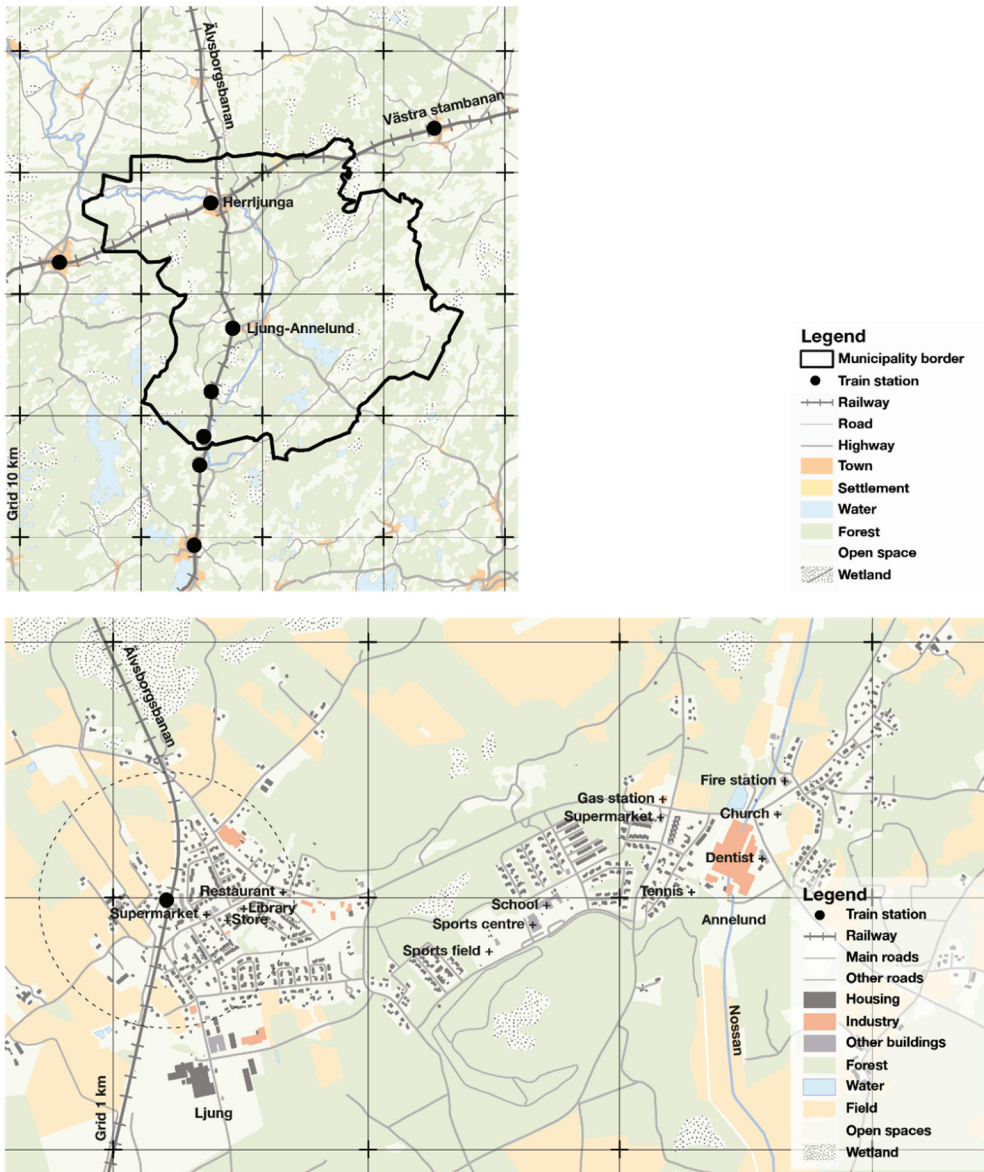 Älvsborgsbanan
Västra stambanan
Herrljunga
Ljung-Annelund
Grid 10 km
Legend
Municipality border
Train station
Railway
Road
Highway
Town
Settlement
Water
Forest
Open space
Wetland
Älvsborgsbanan
Fire station
Gas station
Supermarket
Church
Dentist
Restaurant
Tennis
Library
School
Supermarket
Store
Annelund
Sports centre
Sports field
Nossan
Grid 1 km
Ljung
Legend
Train station
Railway
Main roads
Other roads
Housing
Industry
Other buildings
Forest
Water
Field
Open spaces
Wetland